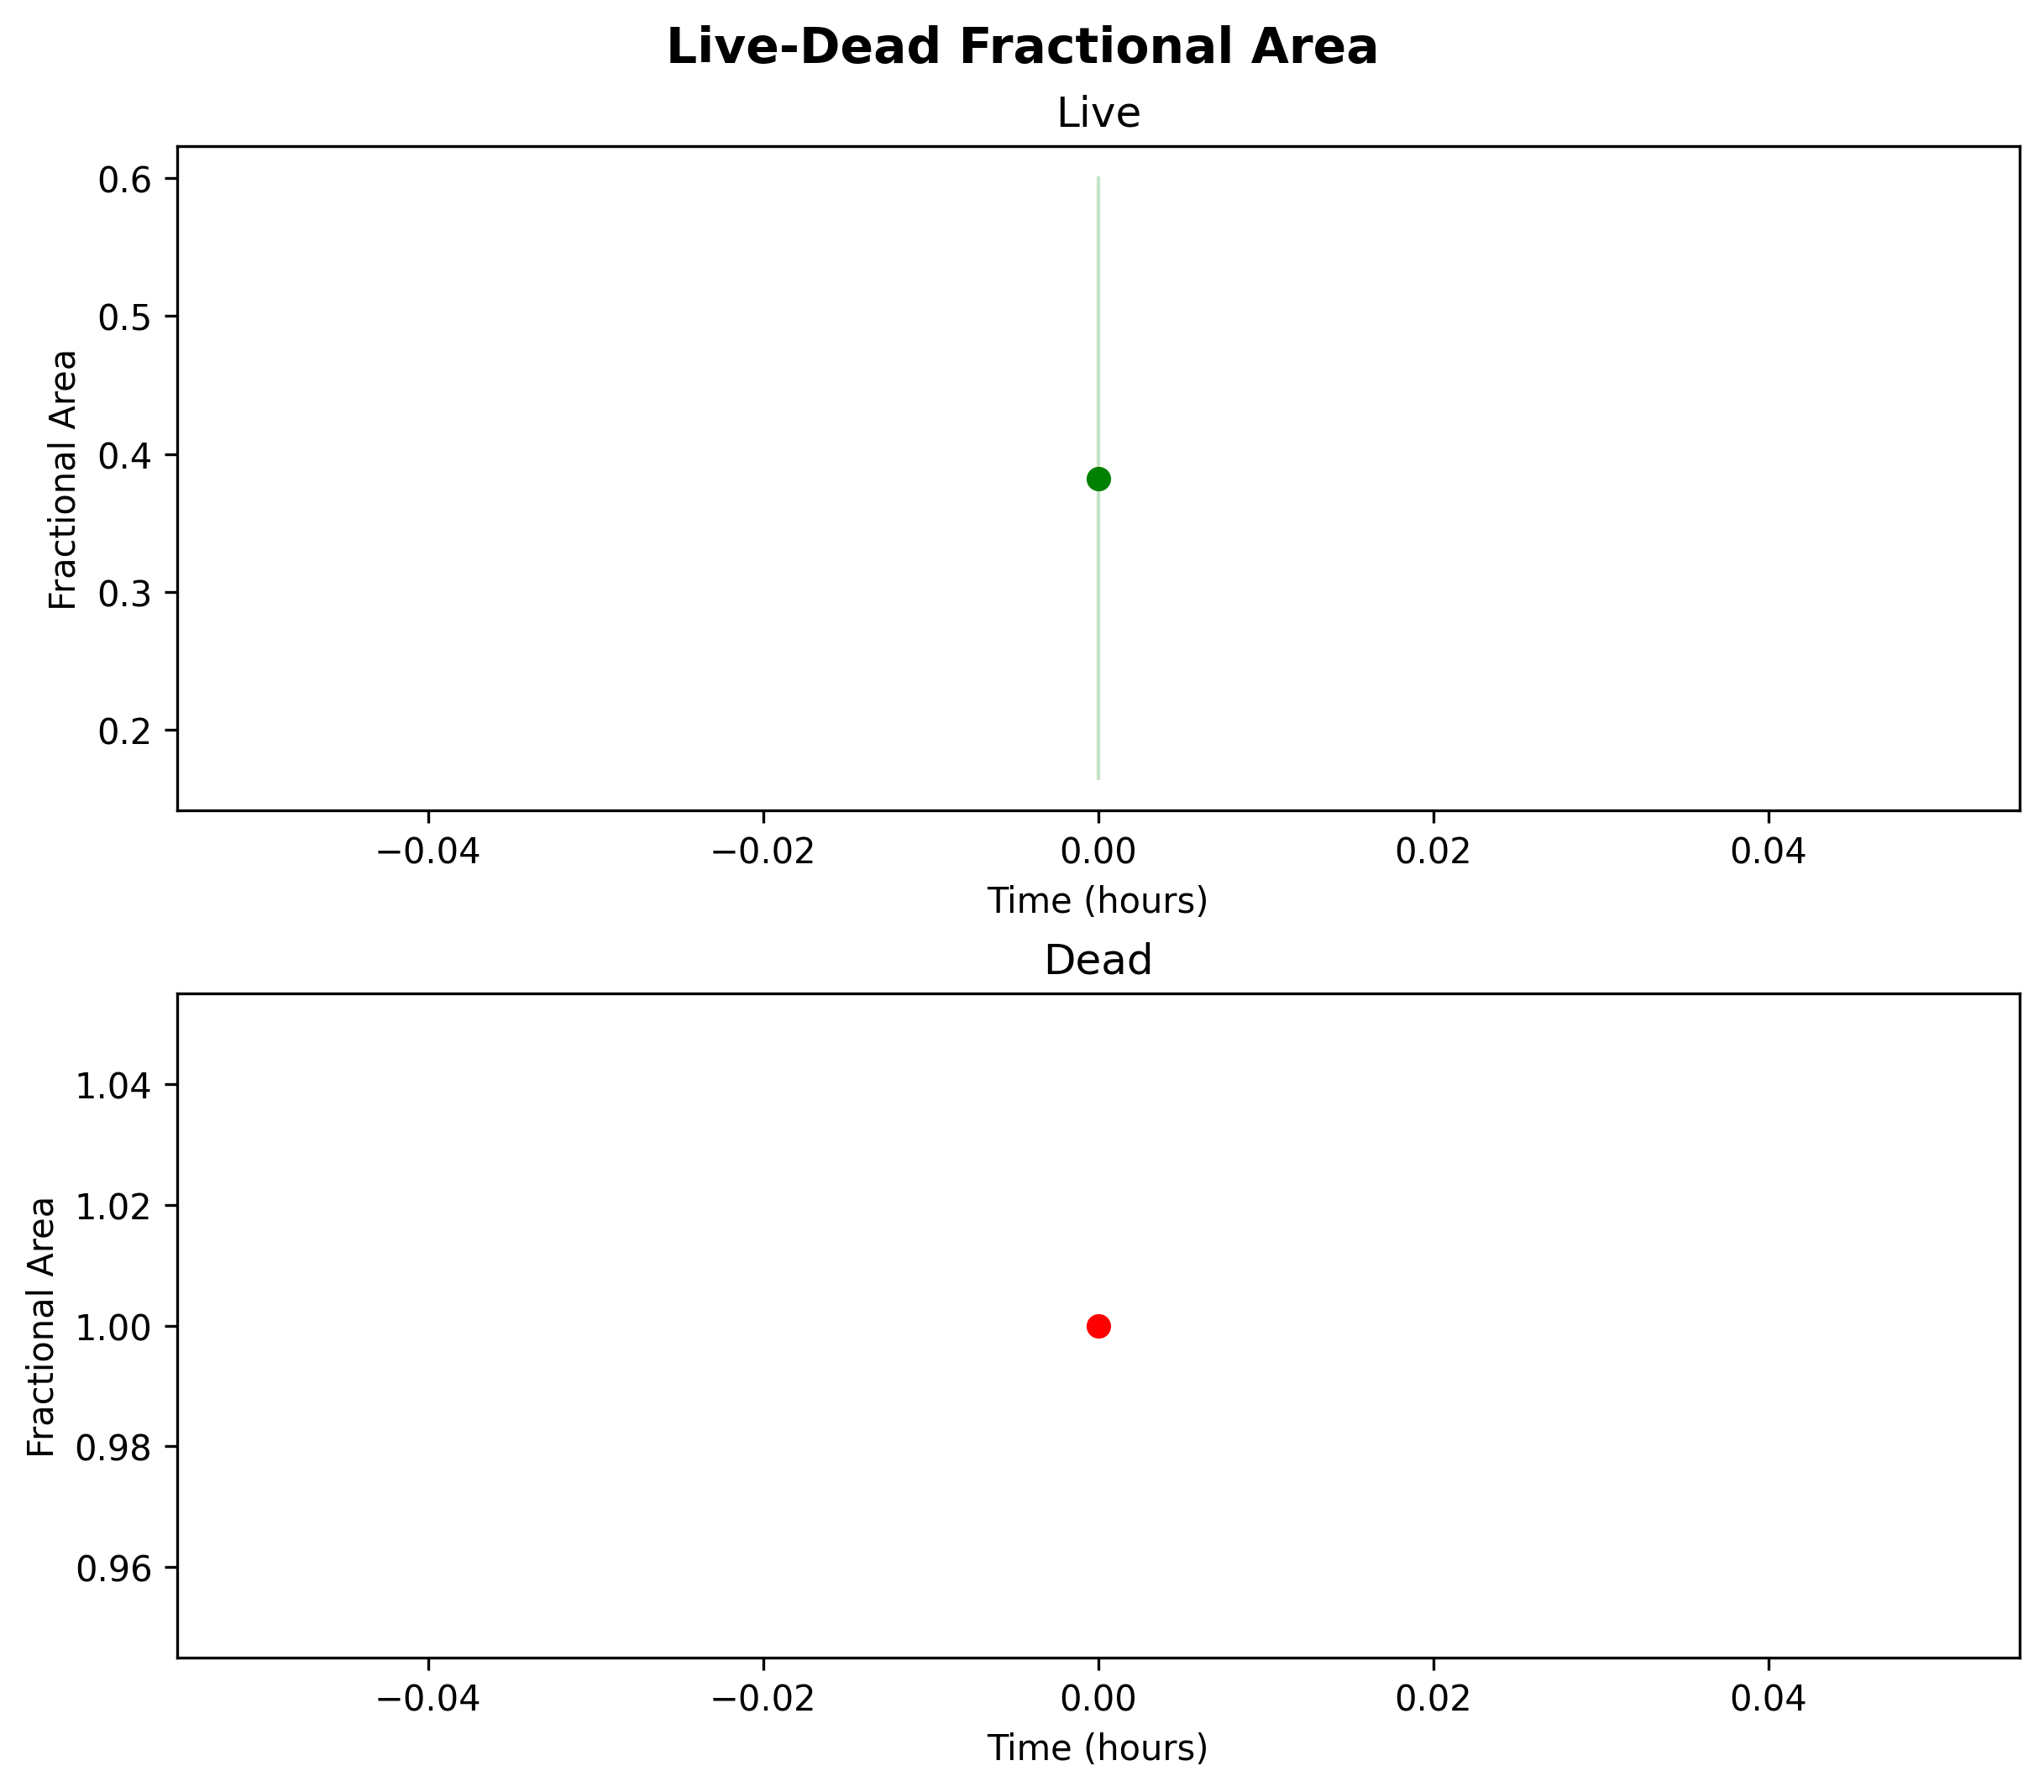 Live-Dead Fractional Area
Live
Fractional Area
0.6
0.5
0.4
0.3
0.2
−0.04 −0.02 0.00 0.02 0.04
Time (hours)
Dead
Fractional Area
1.04
1.02
1.00
0.98
0.96
−0.04 −0.02 0.00 0.02 0.04
Time (hours)